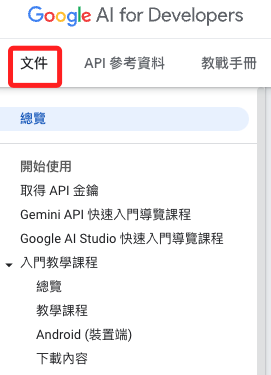 Google AI for Developers
文件 API 參考資料 教戰手冊
總覽
開始使用
取得 API 金鑰
Gemini API 快速入門導覽課程
Google AI Studio 快速入門導覽課程
入門教學課程
總覽
教學課程
Android (裝置端)
下載內容